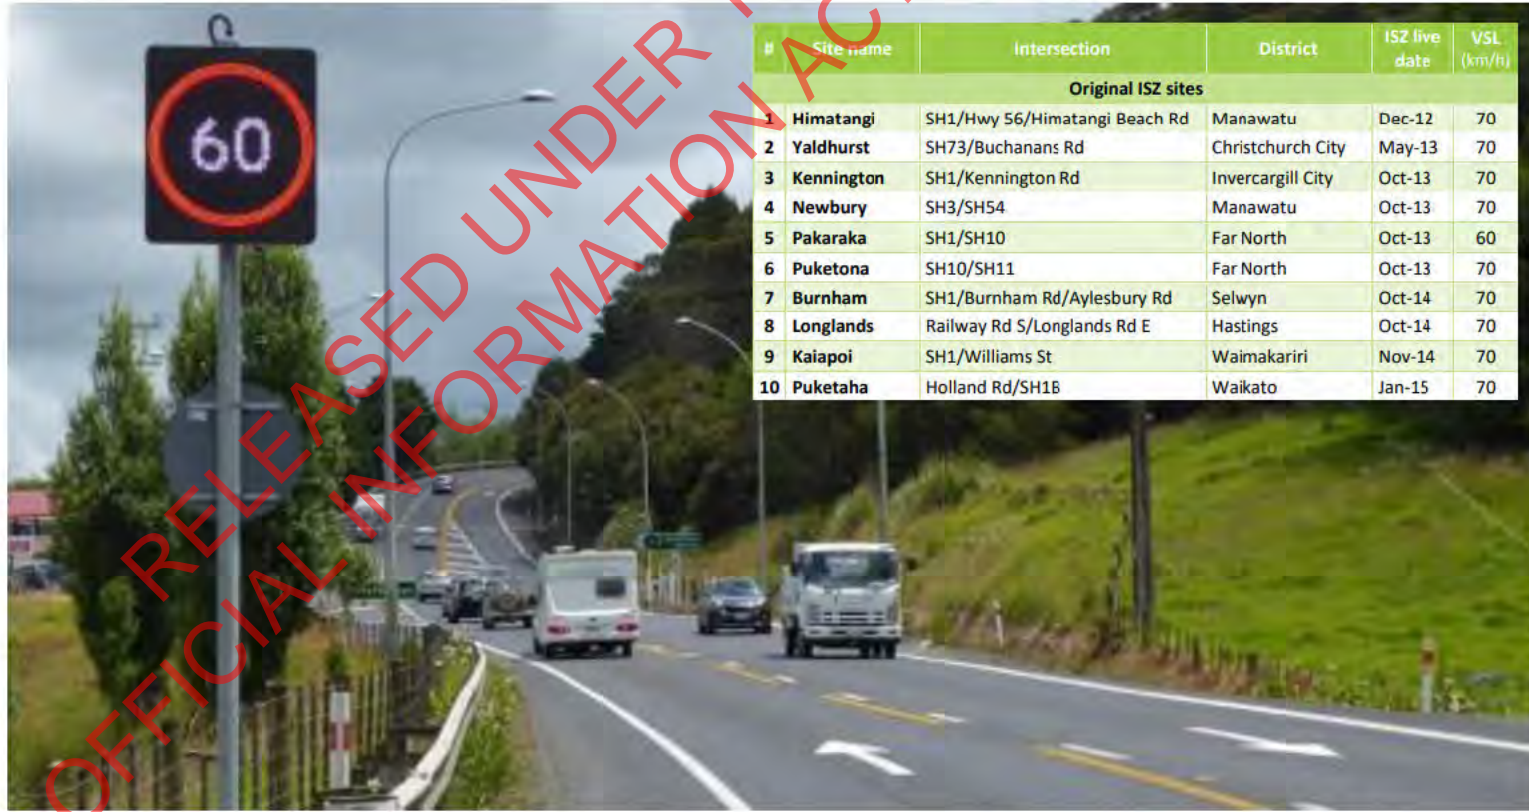 60
RELEASED UNDER T
OFFICIAL INFORMATION ACT
# Site name Intersection District ISZ live date VSL (km/h)
Original ISZ sites
1 Himatangi SH1/Hwy 56/Himatangi Beach Rd Manawatu Dec-12 70
2 Yaldhurst SH73/Buchanans Rd Christchurch City May-13 70
3 Kennington SH1/Kennington Rd Invercargill City Oct-13 70
4 Newbury SH3/SH54 Manawatu Oct-13 70
5 Pakaraka SH1/SH10 Far North Oct-13 60
6 Puketona SH10/SH11 Far North Oct-13 70
7 Burnham SH1/Burnham Rd/Aylesbury Rd Selwyn Oct-14 70
8 Longlands Railway Rd S/Longlands Rd E Hastings Oct-14 70
9 Kaiapoi SH1/Williams St Waimakariri Nov-14 70
10 Puketaha Holland Rd/SH1B Waikato Jan-15 70